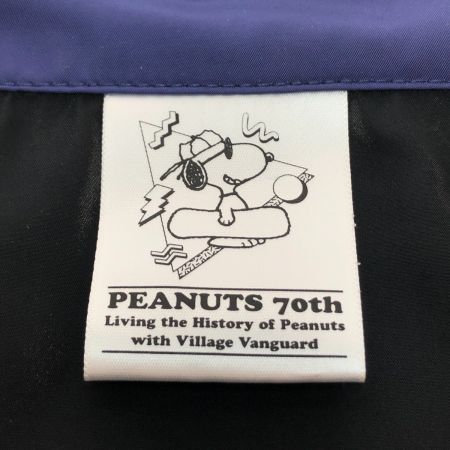 PEANUTS 70th
Living the History of Peanuts
with Village Vanguard